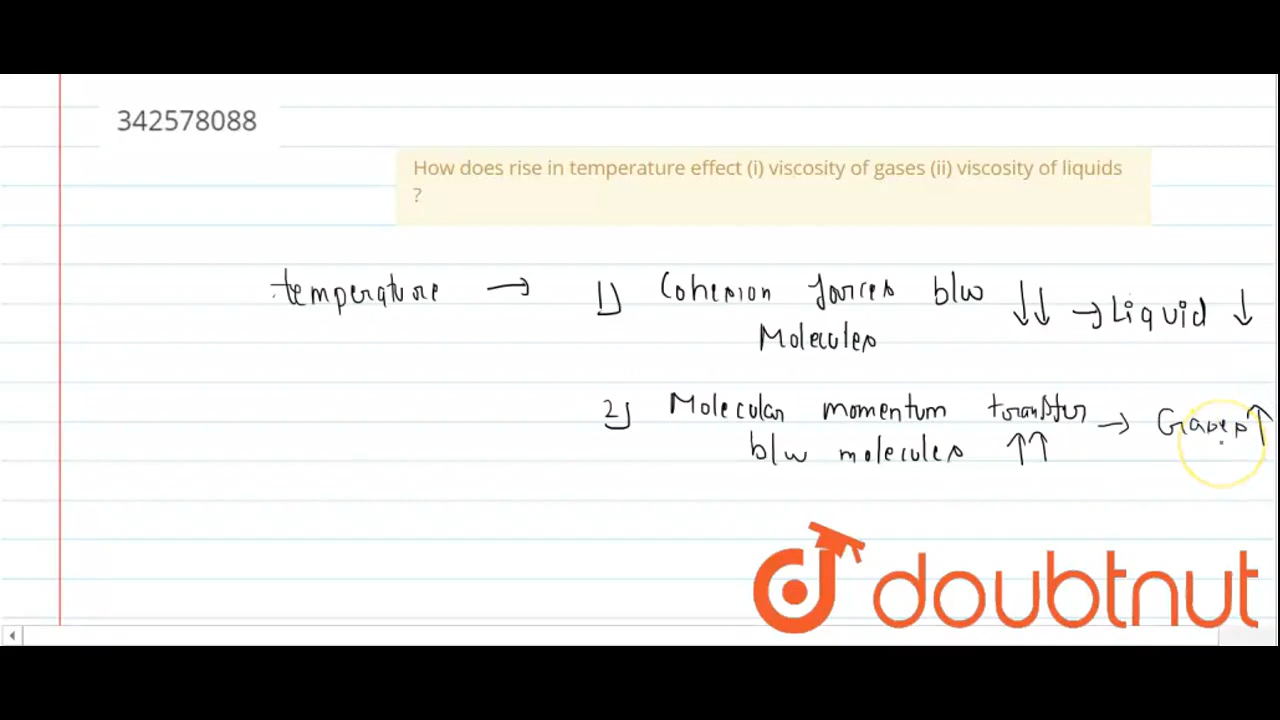 342578088
How does rise in temperature effect (i) viscosity of gases (ii) viscosity of liquids
?
temperature → 1) Cohesion forces b/w ↓↓ → Liquid ↓
Molecules
2) Molecular momentum transfer → Gases ↑
b/w molecules ↑↑
doubtnut